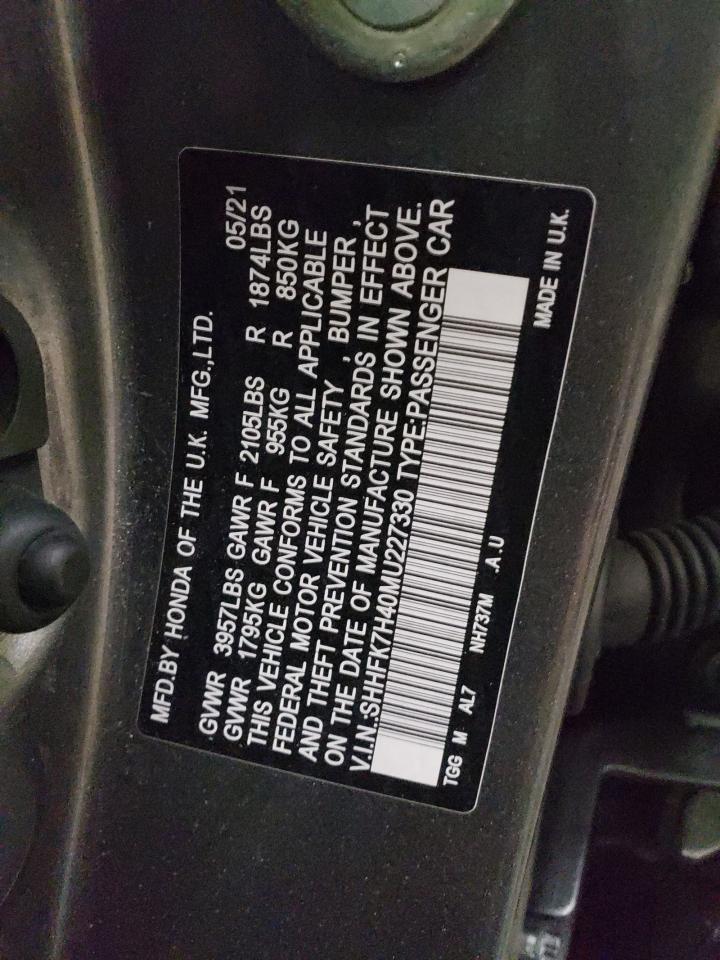 MFD.BY HONDA OF THE U.K. MFG.,LTD.
05/21
GVWR 3957LBS GAWR F 2105LBS R 1874LBS
GVWR 1795KG GAWR F 955KG R 850KG
THIS VEHICLE CONFORMS TO ALL APPLICABLE
FEDERAL MOTOR VEHICLE SAFETY , BUMPER ,
AND THEFT PREVENTION STANDARDS IN EFFECT
ON THE DATE OF MANUFACTURE SHOWN ABOVE.
V.I.N.:SHHFK7H40MU227330 TYPE:PASSENGER CAR
TGG M AL7 NH737M .A.U
MADE IN U.K.